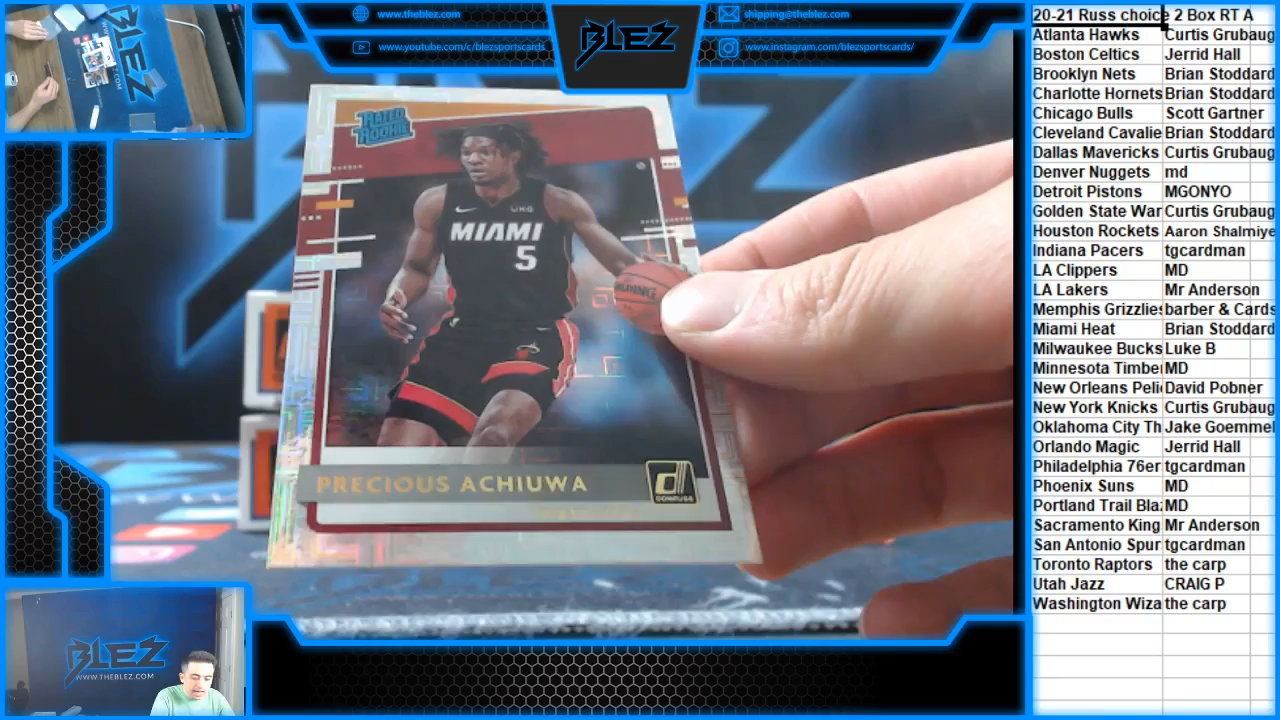 www.theblez.com
www.youtube.com/c/blezsportscards
BLEZ
shipping@theblez.com
www.instagram.com/blezsportscards/
BLEZ
.COM
RATED
ROOKIE
UKG
MIAMI
5
SPALDING
PRECIOUS ACHIUWA
d
DONRUSS
BLEZ
WWW.THEBLEZ.COM
20-21 Russ choice 2 Box RT A
Atlanta Hawks Curtis Grubaug
Boston Celtics Jerrid Hall
Brooklyn Nets Brian Stoddard
Charlotte Hornets Brian Stoddard
Chicago Bulls Scott Gartner
Cleveland Cavalie Brian Stoddard
Dallas Mavericks Curtis Grubaug
Denver Nuggets md
Detroit Pistons MGONYO
Golden State War Curtis Grubaug
Houston Rockets Aaron Shalmiye
Indiana Pacers tgcardman
LA Clippers MD
LA Lakers Mr Anderson
Memphis Grizzlies barber & Cards
Miami Heat Brian Stoddard
Milwaukee Bucks Luke B
Minnesota Timbe MD
New Orleans Peli David Pobner
New York Knicks Curtis Grubaug
Oklahoma City Th Jake Goemmel
Orlando Magic Jerrid Hall
Philadelphia 76er tgcardman
Phoenix Suns MD
Portland Trail Bla MD
Sacramento King Mr Anderson
San Antonio Spur tgcardman
Toronto Raptors the carp
Utah Jazz CRAIG P
Washington Wiza the carp